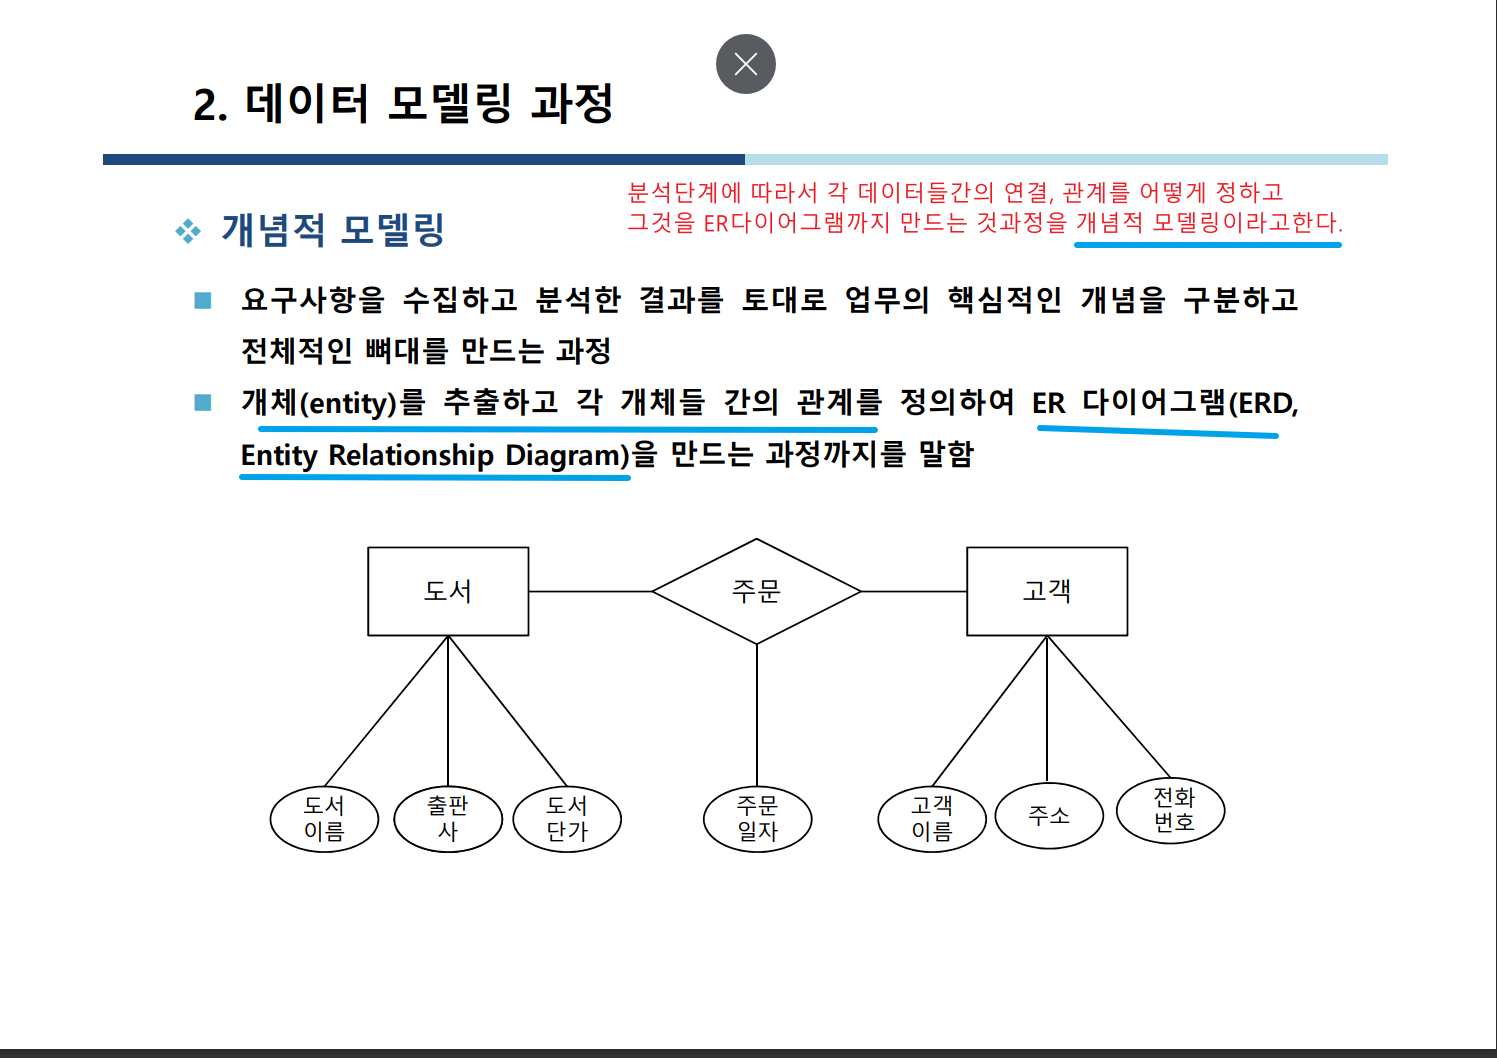 2. 데이터 모델링 과정
분석단계에 따라서 각 데이터들간의 연결, 관계를 어떻게 정하고
그것을 ER다이어그램까지 만드는 것과정을 개념적 모델링이라고한다.
개념적 모델링
요구사항을 수집하고 분석한 결과를 토대로 업무의 핵심적인 개념을 구분하고
전체적인 뼈대를 만드는 과정
개체(entity)를 추출하고 각 개체들 간의 관계를 정의하여 ER 다이어그램(ERD,
Entity Relationship Diagram)을 만드는 과정까지를 말함
도서
주문
고객
도서
이름
출판
사
도서
단가
주문
일자
고객
이름
주소
전화
번호